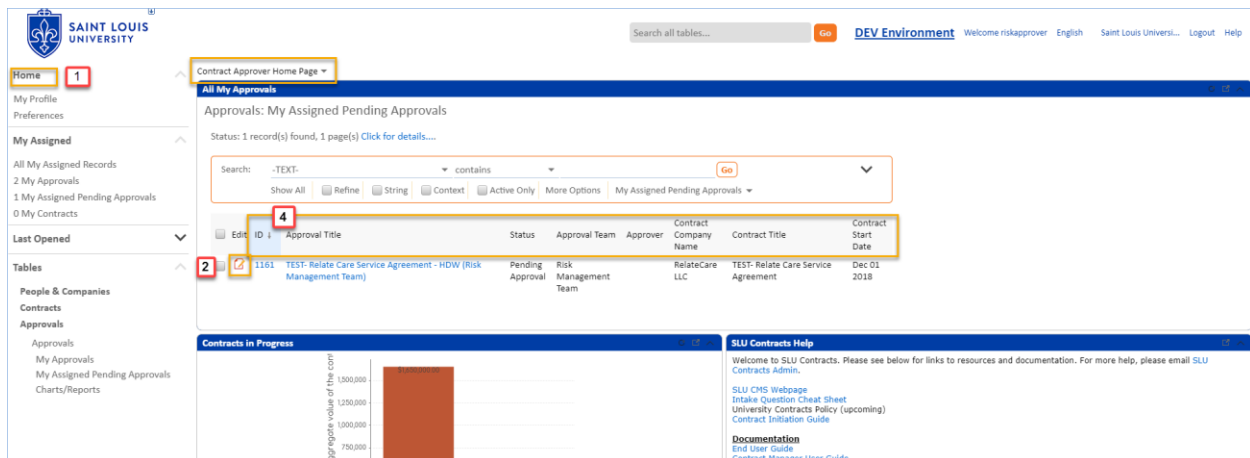 SAINT LOUIS
UNIVERSITY
Search all tables...
Go
DEV Environment
Welcome riskapprover
English
Saint Louis Universi...
Logout
Help
Home
1
My Profile
Preferences
My Assigned
All My Assigned Records
2 My Approvals
1 My Assigned Pending Approvals
0 My Contracts
Last Opened
Tables
People & Companies
Contracts
Approvals
Approvals
My Approvals
My Assigned Pending Approvals
Charts/Reports
Contract Approver Home Page
All My Approvals
Approvals: My Assigned Pending Approvals
Status: 1 record(s) found, 1 page(s) Click for details....
Search: -TEXT- contains Go
Show All Refine String Context Active Only More Options My Assigned Pending Approvals
4
Edit ID ↓ Approval Title Status Approval Team Approver Contract Company Name Contract Title Contract Start Date
2
1161 TEST- Relate Care Service Agreement - HDW (Risk Management Team) Pending Approval Risk Management Team RelateCare LLC TEST- Relate Care Service Agreement Dec 01 2018
Contracts in Progress
1,500,000
1,250,000
1,000,000
750,000
SLU Contracts Help
Welcome to SLU Contracts. Please see below for links to resources and documentation. For more help, please email SLU
Contracts Admin.
SLU CMS Webpage
Intake Question Cheat Sheet
University Contracts Policy (upcoming)
Contract Initiation Guide
Documentation
End User Guide
Contract Manager User Guide